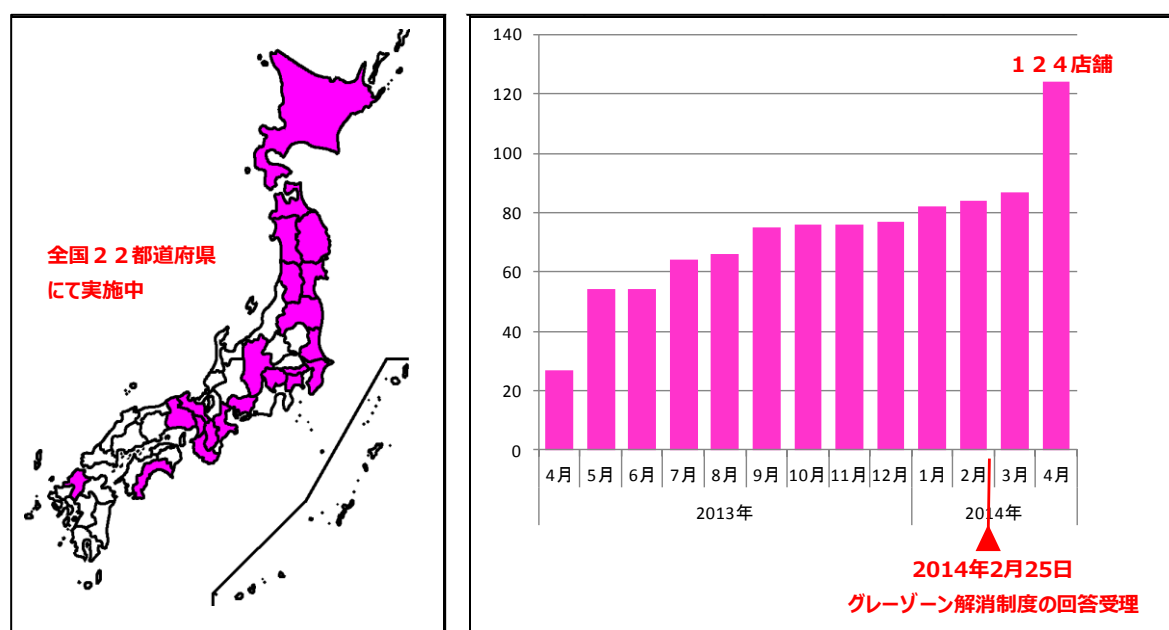 全国２２都道府県
にて実施中
140
120
100
80
60
40
20
0
１２４店舗
4月 5月 6月 7月 8月 9月 10月 11月 12月 1月 2月 3月 4月
2013年 2014年
2014年2月25日
グレーゾーン解消制度の回答受理